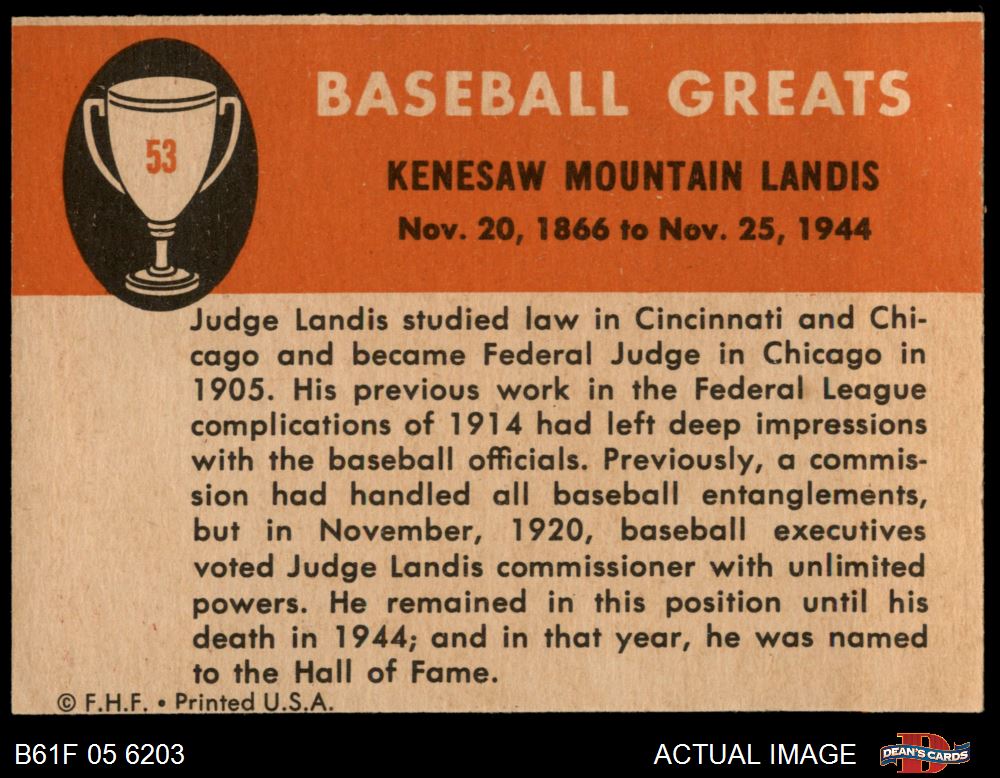 53
BASEBALL GREATS
KENESAW MOUNTAIN LANDIS
Nov. 20, 1866 to Nov. 25, 1944
Judge Landis studied law in Cincinnati and Chi-
cago and became Federal Judge in Chicago in
1905. His previous work in the Federal League
complications of 1914 had left deep impressions
with the baseball officials. Previously, a commis-
sion had handled all baseball entanglements,
but in November, 1920, baseball executives
voted Judge Landis commissioner with unlimited
powers. He remained in this position until his
death in 1944; and in that year, he was named
to the Hall of Fame.
© F.H.F. • Printed U.S.A.
B61F 05 6203
ACTUAL IMAGE
D
DEAN'S CARDS